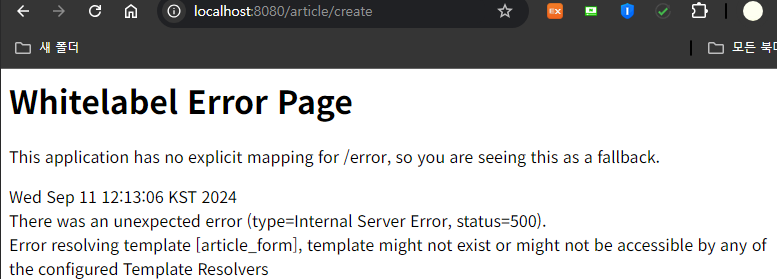 localhost:8080/article/create
새 폴더
모든 북마
Whitelabel Error Page
This application has no explicit mapping for /error, so you are seeing this as a fallback.
Wed Sep 11 12:13:06 KST 2024
There was an unexpected error (type=Internal Server Error, status=500).
Error resolving template [article_form], template might not exist or might not be accessible by any of
the configured Template Resolvers